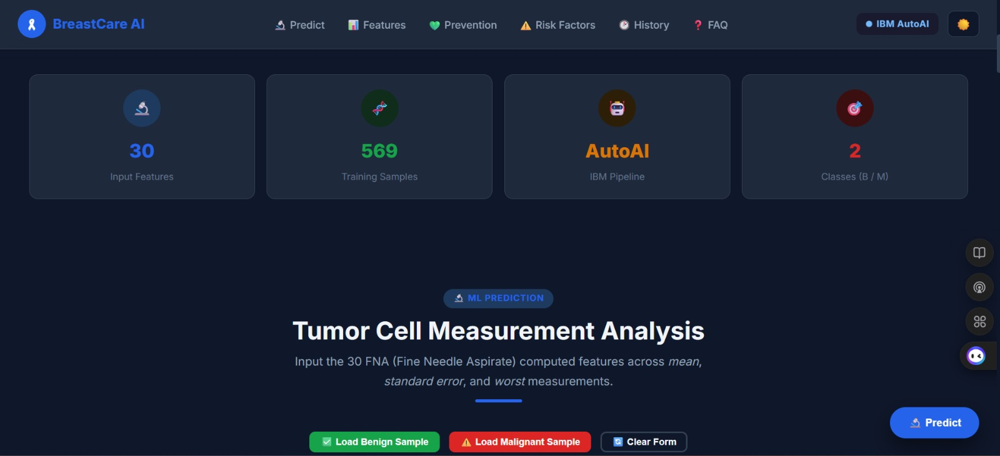 BreastCare AI
Predict
Features
Prevention
Risk Factors
History
FAQ
IBM AutoAI
30
Input Features
569
Training Samples
AutoAI
IBM Pipeline
2
Classes (B / M)
ML PREDICTION
Tumor Cell Measurement Analysis
Input the 30 FNA (Fine Needle Aspirate) computed features across mean,
standard error, and worst measurements.
Load Benign Sample
Load Malignant Sample
Clear Form
Predict